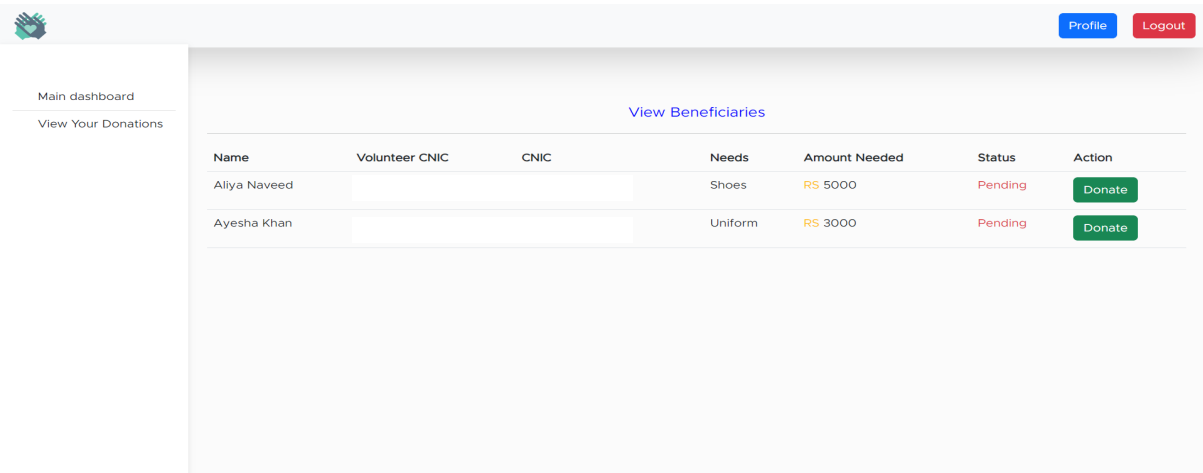 Profile Logout
Main dashboard
View Your Donations
View Beneficiaries
Name Volunteer CNIC CNIC Needs Amount Needed Status Action
Aliya Naveed Shoes RS 5000 Pending Donate
Ayesha Khan Uniform RS 3000 Pending Donate